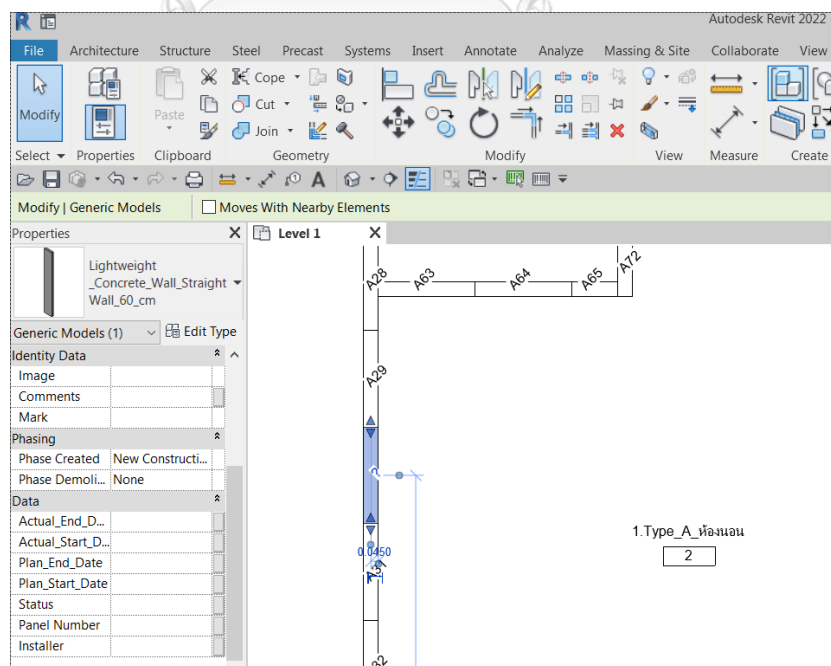 Autodesk Revit 2022
File Architecture Structure Steel Precast Systems Insert Annotate Analyze Massing & Site Collaborate View
Modify Paste Cope Cut Join
Select Properties Clipboard Geometry Modify View Measure Create
Modify | Generic Models Moves With Nearby Elements
Properties X Level 1 X
Lightweight
_Concrete_Wall_Straight
Wall_60_cm
Generic Models (1) Edit Type
Identity Data
Image
Comments
Mark
Phasing
Phase Created New Constructi...
Phase Demoli... None
Data
Actual_End_D...
Actual_Start_D...
Plan_End_Date
Plan_Start_Date
Status
Panel Number
Installer
A28 A63 A64 A65 A72
A29
0.0450
1.Type_A_ห้องนอน
2